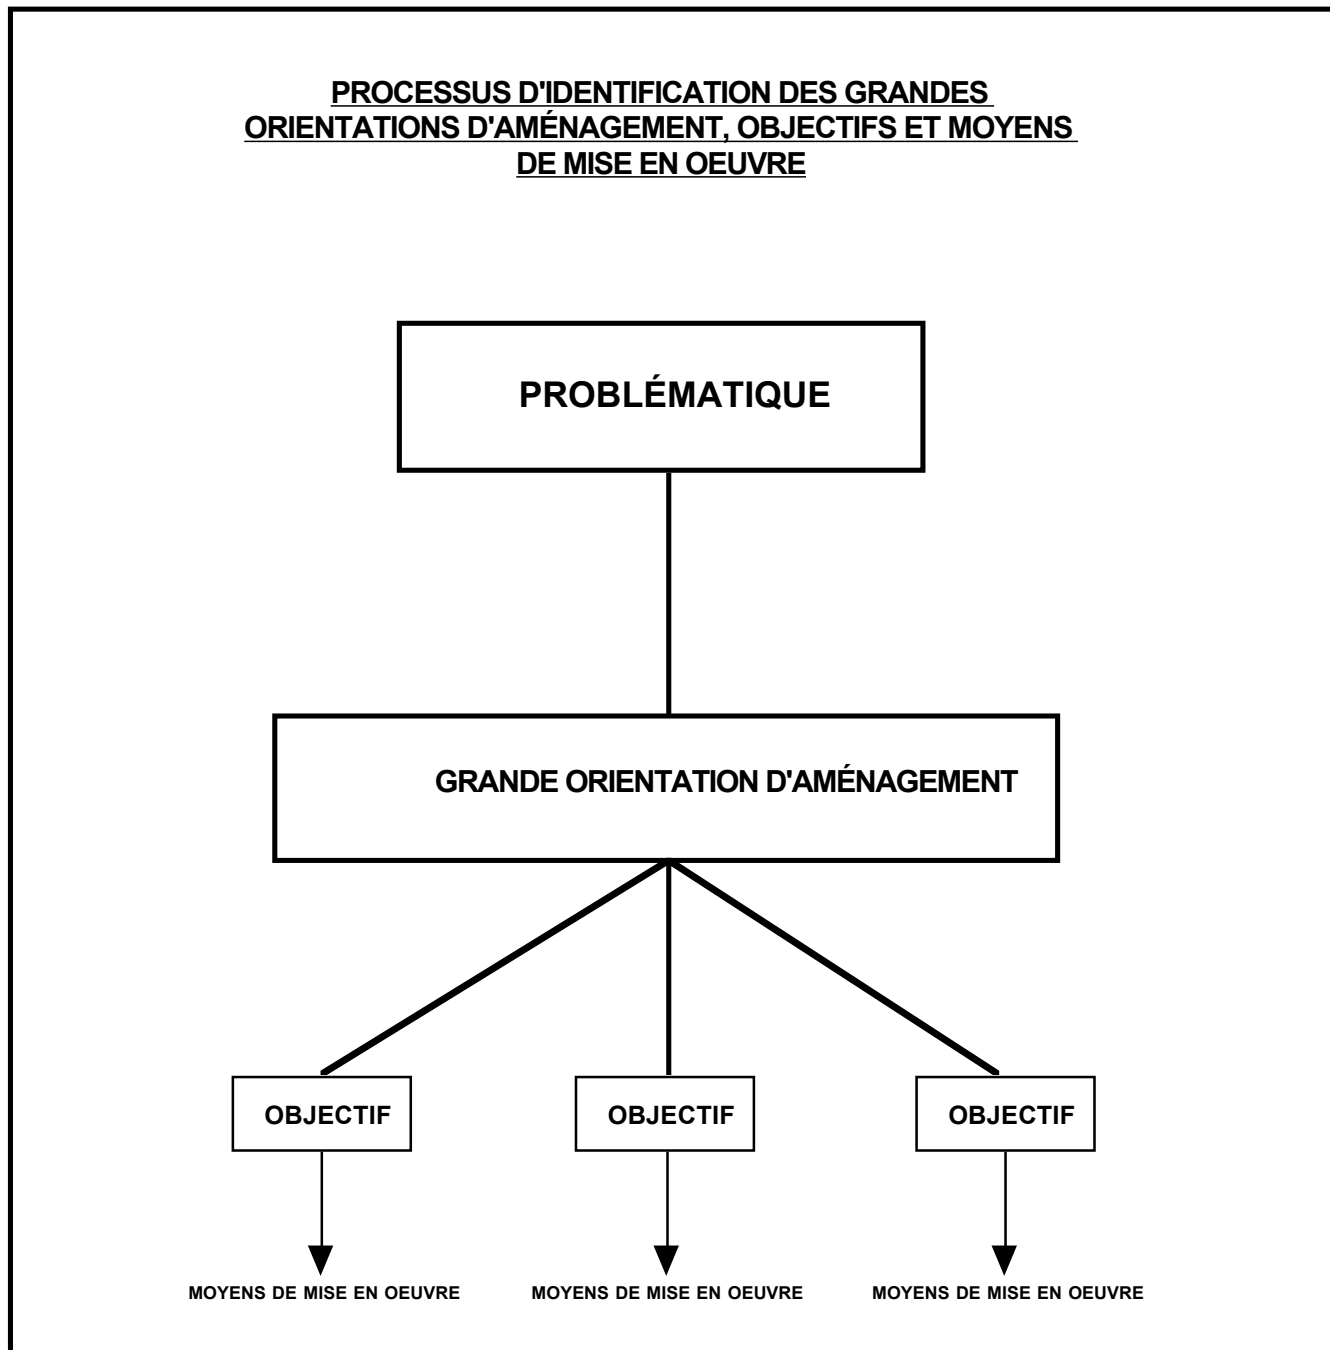 PROCESSUS D'IDENTIFICATION DES GRANDES
ORIENTATIONS D'AMÉNAGEMENT, OBJECTIFS ET MOYENS
DE MISE EN OEUVRE
PROBLÉMATIQUE
GRANDE ORIENTATION D'AMÉNAGEMENT
OBJECTIF OBJECTIF OBJECTIF
MOYENS DE MISE EN OEUVRE MOYENS DE MISE EN OEUVRE MOYENS DE MISE EN OEUVRE